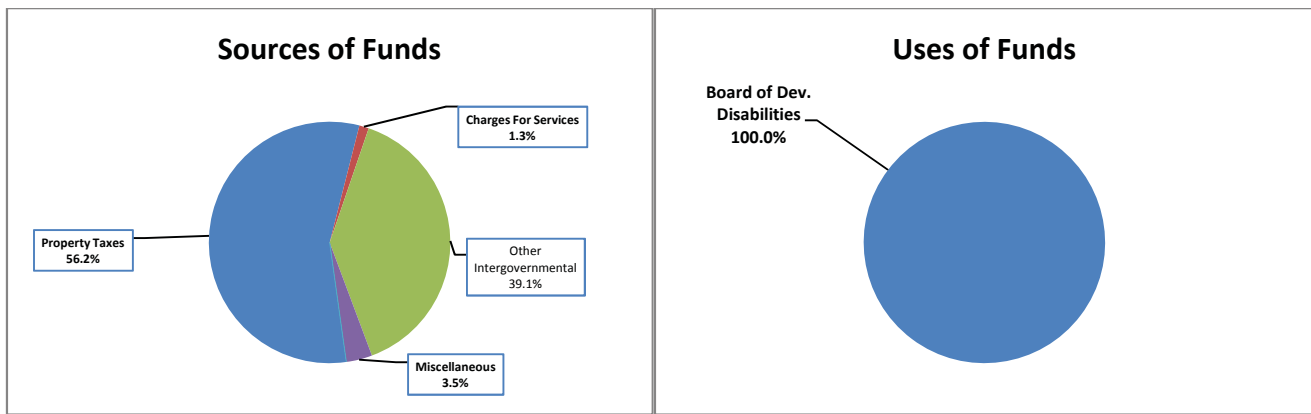 Sources of Funds
Charges For Services
1.3%
Property Taxes
56.2%
Other
Intergovernmental
39.1%
Miscellaneous
3.5%
Uses of Funds
Board of Dev.
Disabilities
100.0%